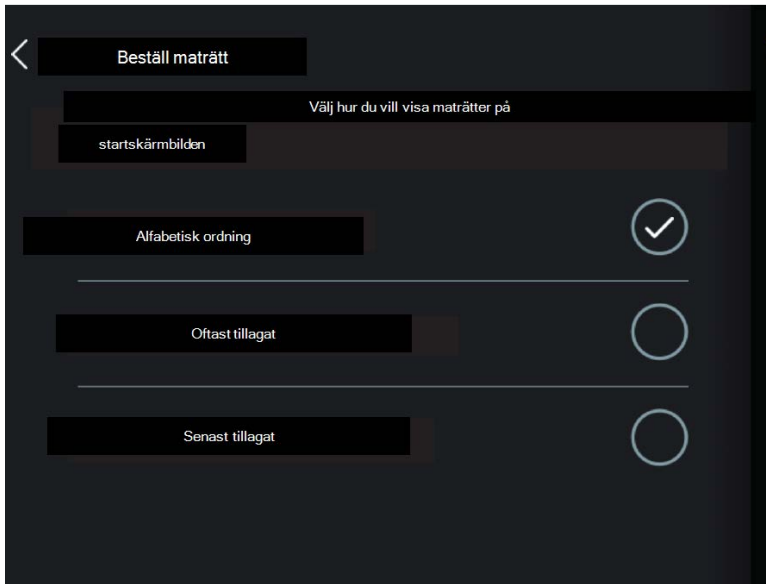 Beställ maträtt
Välj hur du vill visa maträtter på
startskärmbilden
Alfabetisk ordning
Oftast tillagat
Senast tillagat